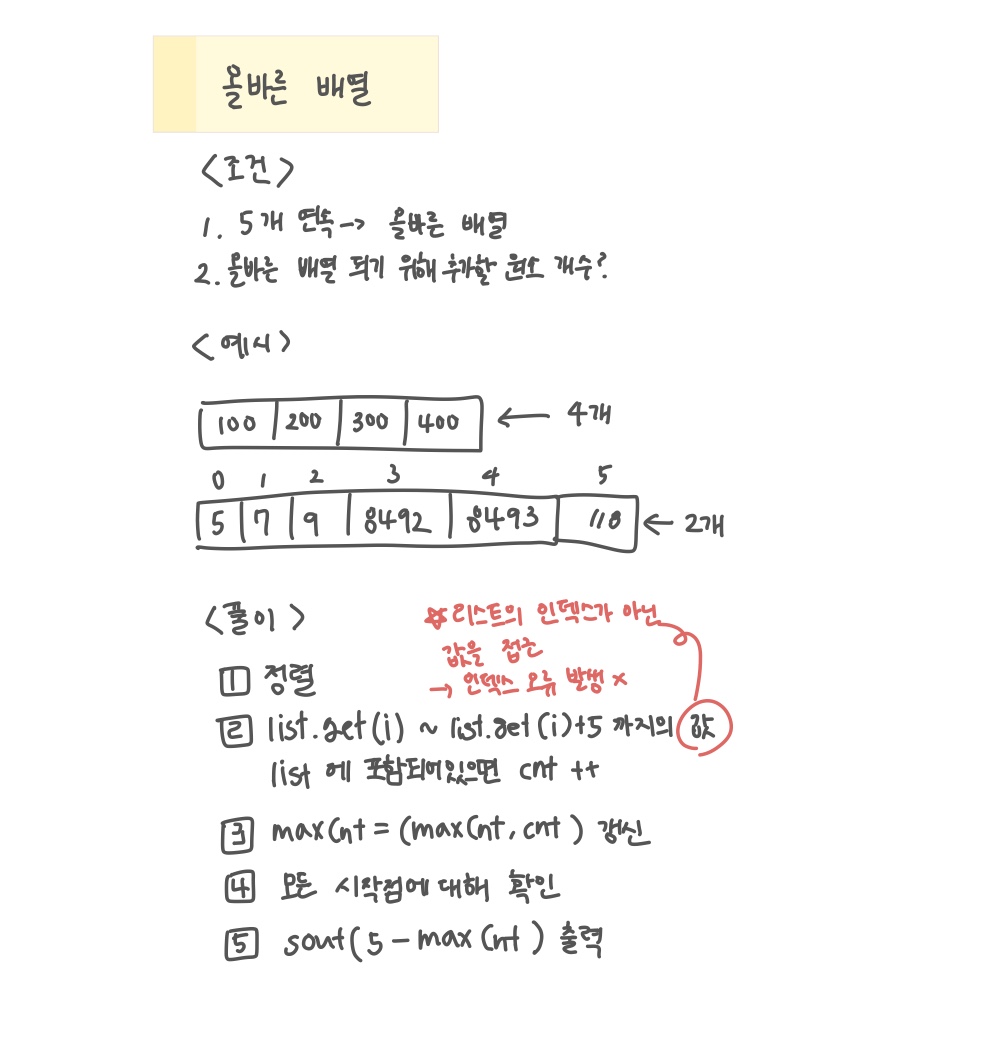 올바른 배열
<조건>
1. 5개 연속 → 올바른 배열
2. 올바른 배열 되기 위해 추가할 원소 개수?
<예시>
100 200 300 400 ← 4개
0 1 2 3 4 5
5 7 9 8492 8493 118 ← 2개
<풀이>
☆ 리스트의 인덱스가 아닌
값을 접근
→ 인덱스 오류 발생 x
1 정렬
2 list.get(i) ~ list.get(i)+5 까지의 값
list 에 포함되어있으면 cnt ++
3 maxCnt = (maxCnt, cnt) 갱신
4 모든 시작점에 대해 확인
5 sout(5 - maxCnt) 출력